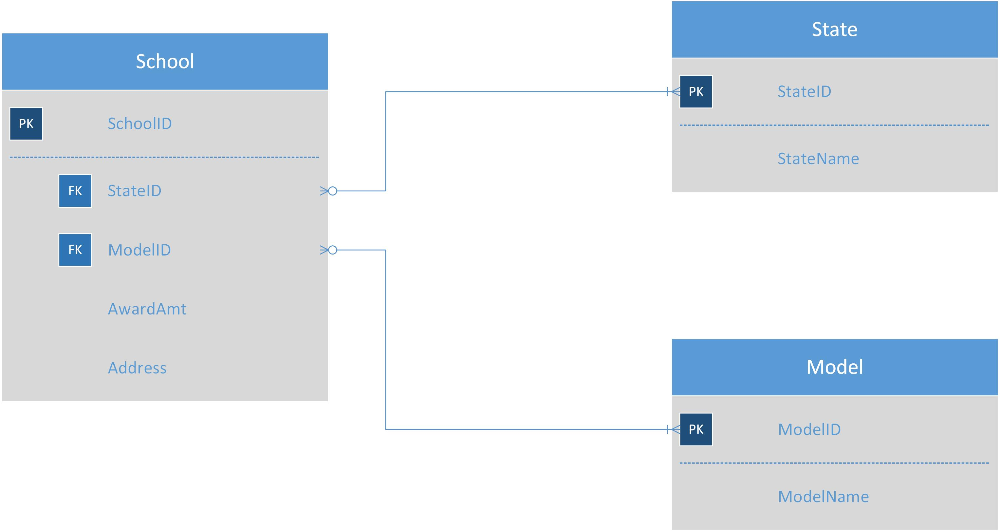 School
PK SchoolID
FK StateID
FK ModelID
AwardAmt
Address
State
PK StateID
StateName
Model
PK ModelID
ModelName